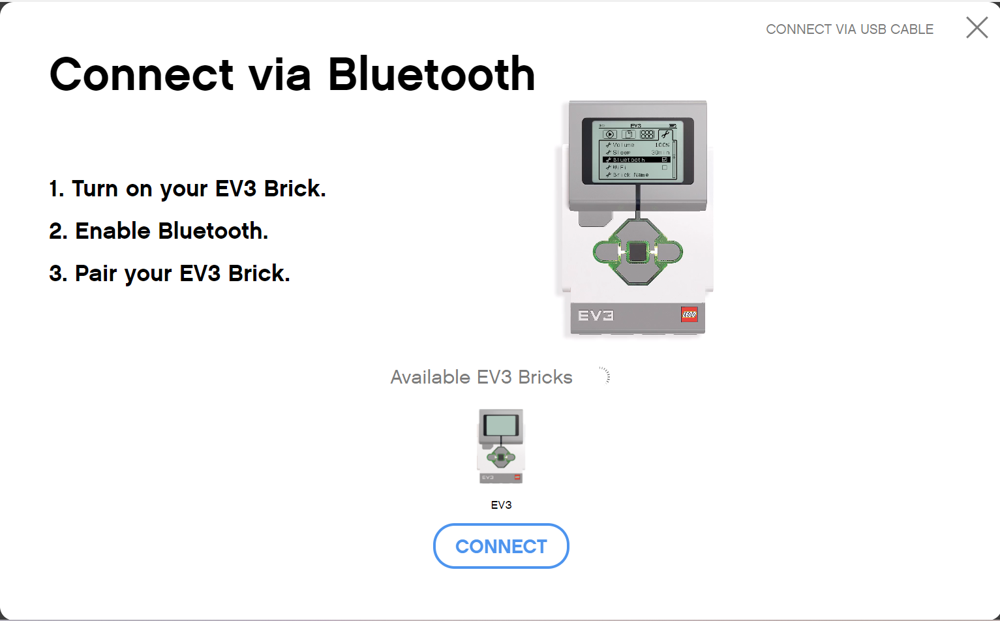 CONNECT VIA USB CABLE
Connect via Bluetooth
1. Turn on your EV3 Brick.
2. Enable Bluetooth.
3. Pair your EV3 Brick.
EV3
Volume 100%
Sleep 30min
Bluetooth
WiFi
Brick Name
EV3 LEGO
Available EV3 Bricks
EV3 LEGO
EV3
CONNECT